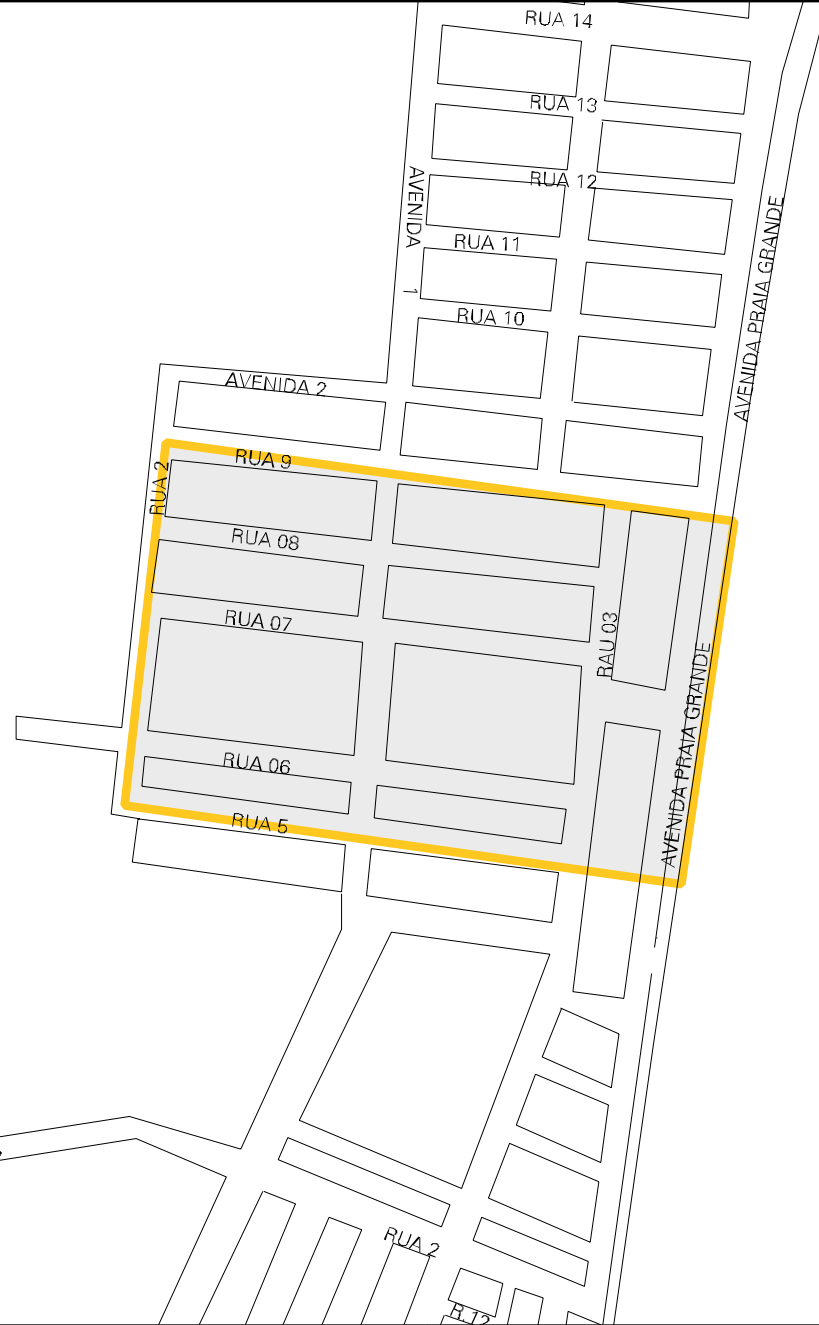 RUA 14
RUA 13
RUA 12
AVENIDA 1
RUA 11
RUA 10
AVENIDA PRAIA GRANDE
AVENIDA 2
RUA 9
RUA 2
RUA 08
RUA 07
RAU 03
AVENIDA PRAIA GRANDE
RUA 06
RUA 5
RUA 2
R.12